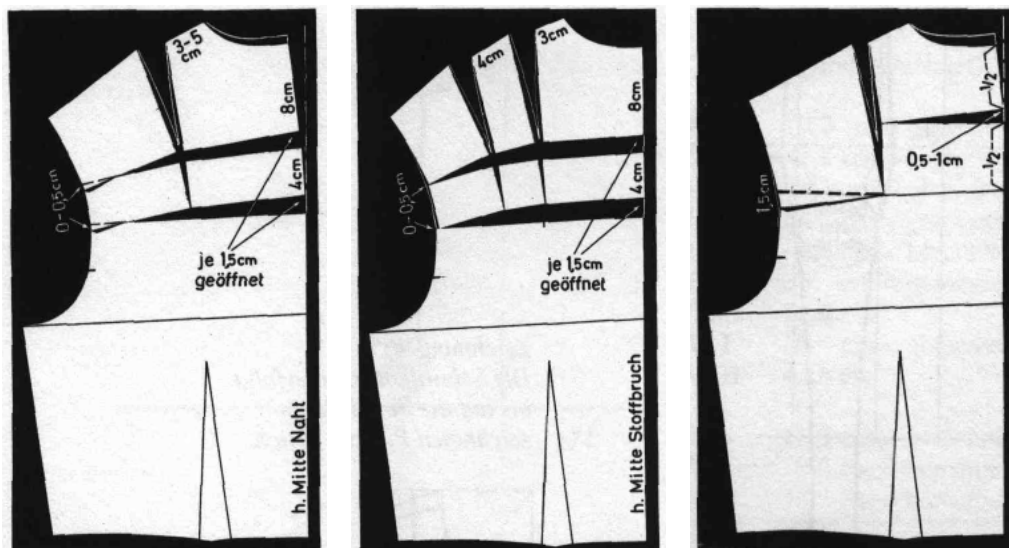 3-5
cm
8cm
4cm
0-0,5cm
je 1,5cm
geöffnet
h. Mitte Naht
4cm
3cm
8cm
4cm
0-0,5cm
je 1,5cm
geöffnet
h. Mitte Stoffbruch
1/2
0,5-1cm
1/2
1,5cm